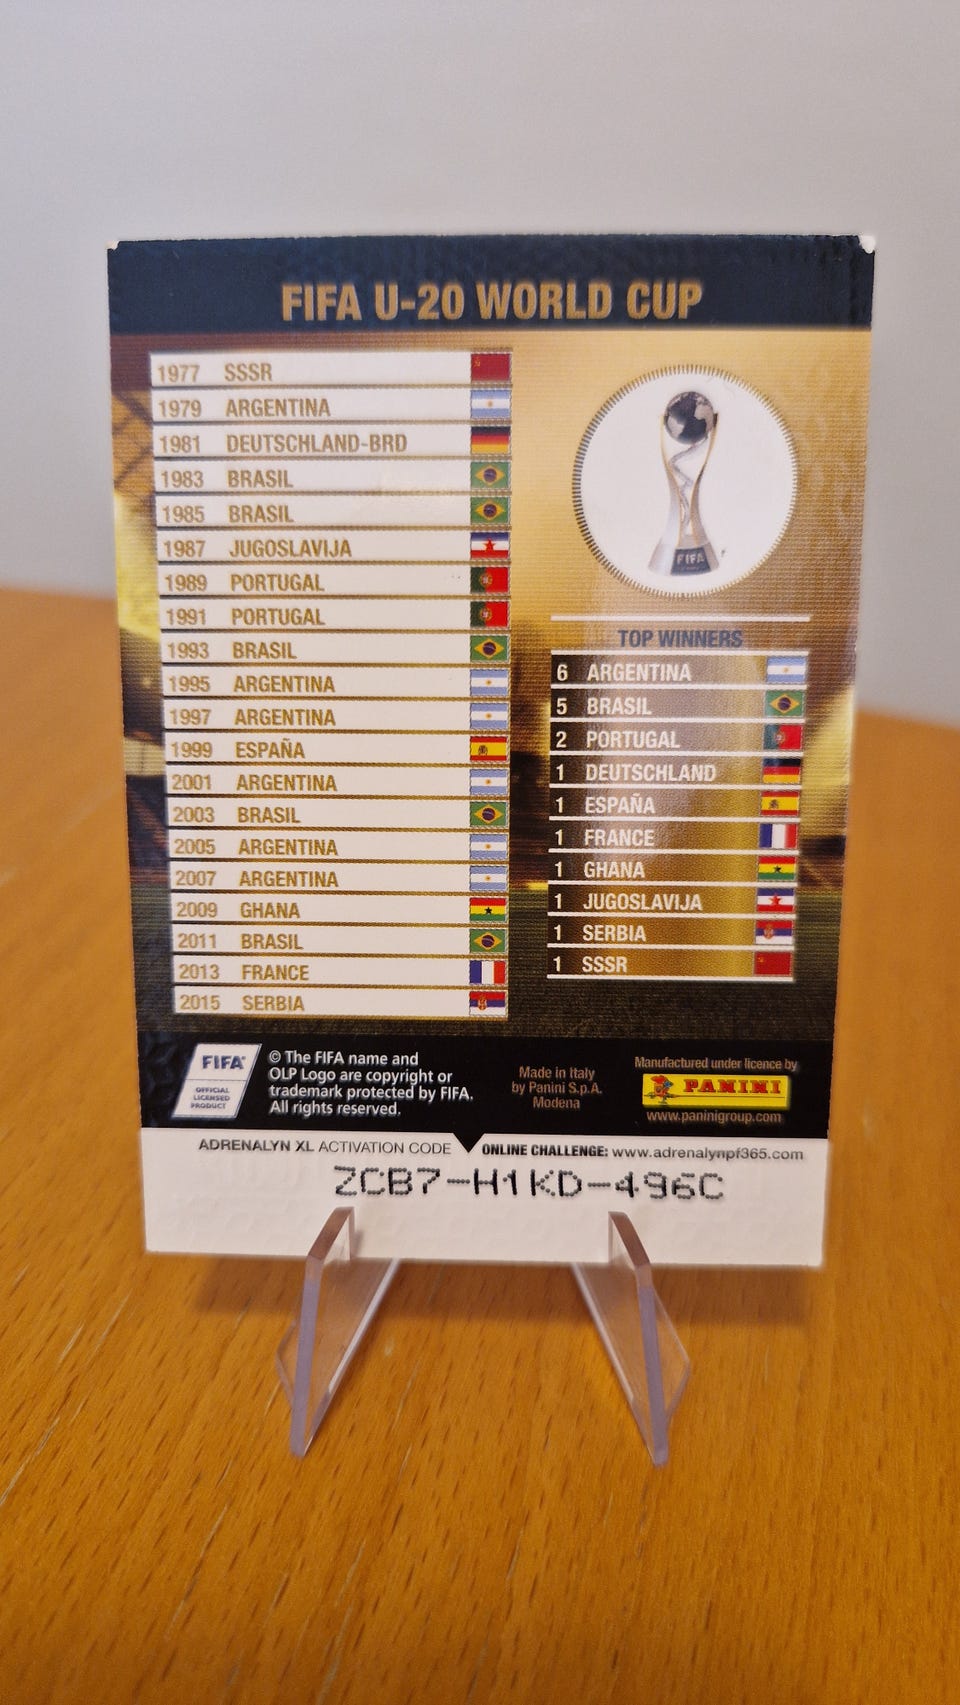 FIFA U-20 WORLD CUP
1977 SSSR
1979 ARGENTINA
1981 DEUTSCHLAND-BRD
1983 BRASIL
1985 BRASIL
1987 JUGOSLAVIJA
1989 PORTUGAL
1991 PORTUGAL
1993 BRASIL
1995 ARGENTINA
1997 ARGENTINA
1999 ESPAÑA
2001 ARGENTINA
2003 BRASIL
2005 ARGENTINA
2007 ARGENTINA
2009 GHANA
2011 BRASIL
2013 FRANCE
2015 SERBIA
FIFA
TOP WINNERS
6 ARGENTINA
5 BRASIL
2 PORTUGAL
1 DEUTSCHLAND
1 ESPAÑA
1 FRANCE
1 GHANA
1 JUGOSLAVIJA
1 SERBIA
1 SSSR
FIFA
OFFICIAL
LICENSED
PRODUCT
© The FIFA name and
OLP Logo are copyright or
trademark protected by FIFA.
All rights reserved.
Made in Italy
by Panini S.p.A.
Modena
Manufactured under licence by
PANINI
www.paninigroup.com
ADRENALYN XL ACTIVATION CODE
ONLINE CHALLENGE: www.adrenalynpf365.com
ZCB7-H1KD-496C